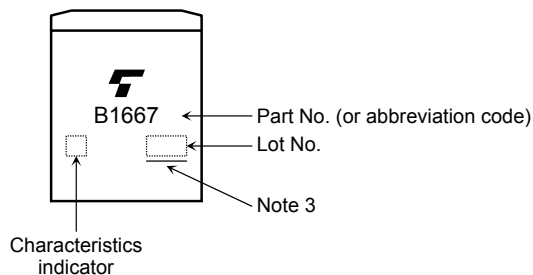 B1667
Part No. (or abbreviation code)
Lot No.
Note 3
Characteristics
indicator